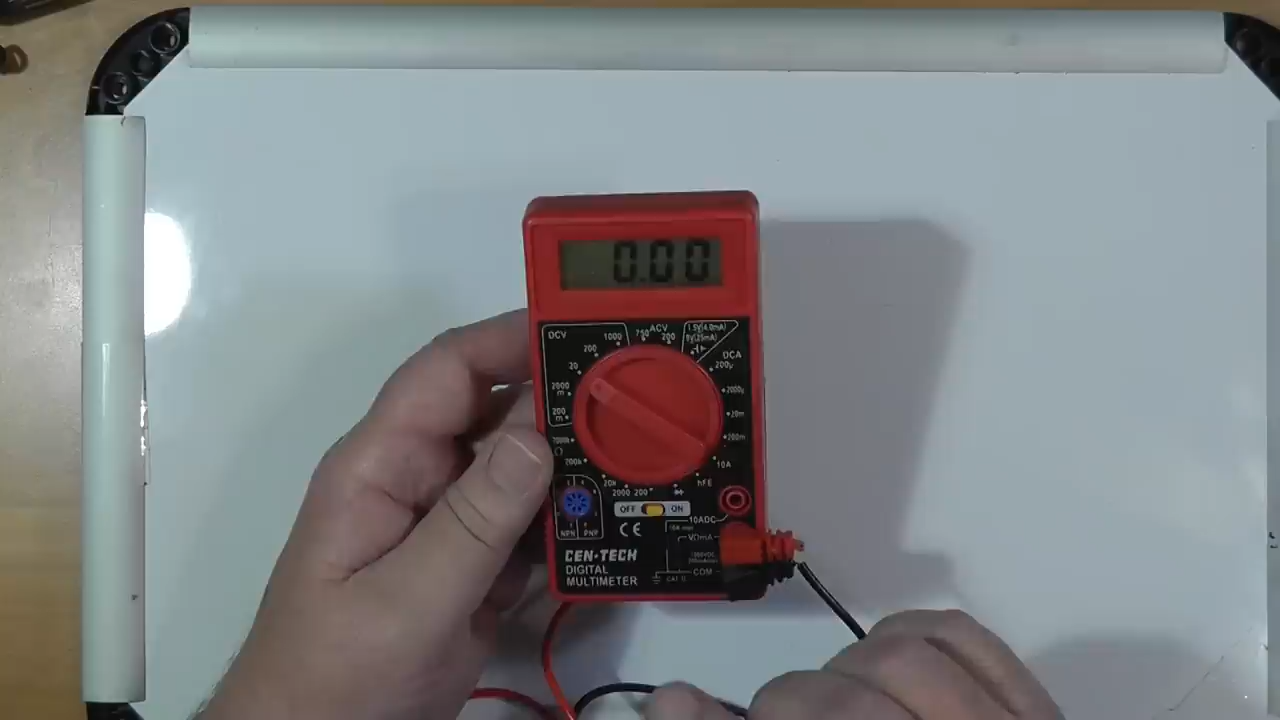 0.00
DCV
1000
750
ACV
200
1.5V(4.0mA)
9V(25mA)
200
20
2000
m
200
m
DCA
200µ
2000µ
20m
200m
10A
hFE
Ω
200k
20k
2000
200
OFF
ON
NPN
PNP
CE
10ADC
VΩmA
COM
CAT II
CEN-TECH
DIGITAL
MULTIMETER